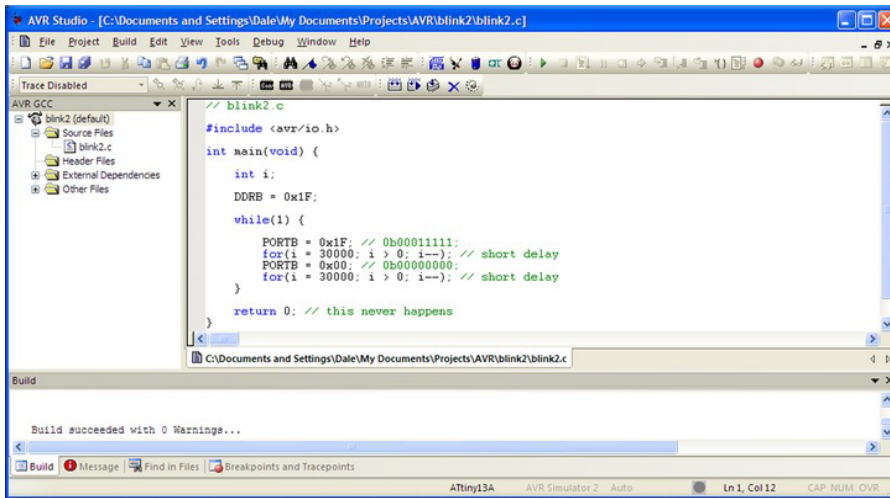 AVR Studio - [C:\Documents and Settings\Dale\My Documents\Projects\AVR\blink2\blink2.c]
File Project Build Edit View Tools Debug Window Help
Trace Disabled
AVR GCC
blink2 (default)
Source Files
blink2.c
Header Files
External Dependencies
Other Files
// blink2.c
#include <avr/io.h>
int main(void) {
int i;
DDRB = 0x1F;
while(1) {
PORTB = 0x1F; // 0b00011111;
for(i = 30000; i > 0; i--); // short delay
PORTB = 0x00; // 0b00000000;
for(i = 30000; i > 0; i--); // short delay
}
return 0; // this never happens
}
C:\Documents and Settings\Dale\My Documents\Projects\AVR\blink2\blink2.c
Build
Build succeeded with 0 Warnings...
Build Message Find in Files Breakpoints and Tracepoints
ATtiny13A AVR Simulator 2 Auto Ln 1, Col 12 CAP NUM OVR